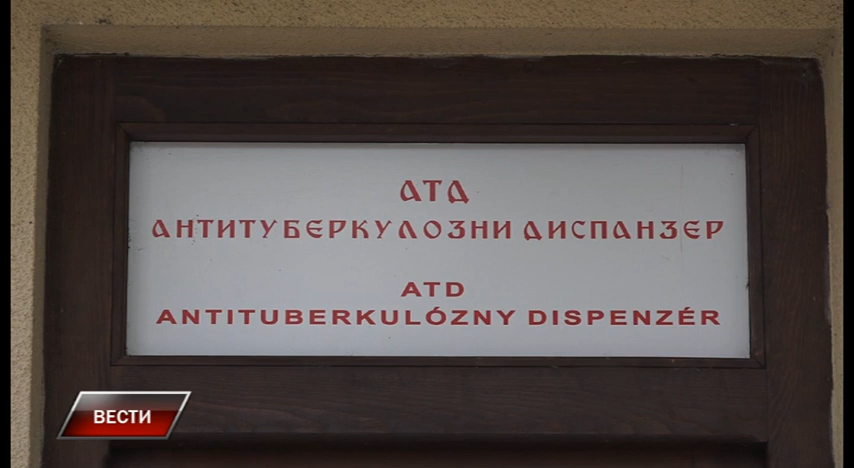 АТД
АНТИТУБЕРКУЛОЗНИ ДИСПАНЗЕР
ATD
ANTITUBERKULÓZNY DISPENZÉR
ВЕСТИ